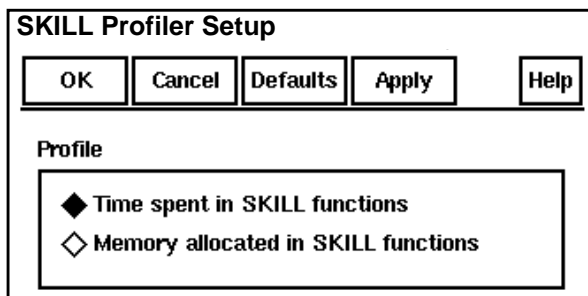 SKILL Profiler Setup
OK Cancel Defaults Apply Help
Profile
Time spent in SKILL functions
Memory allocated in SKILL functions